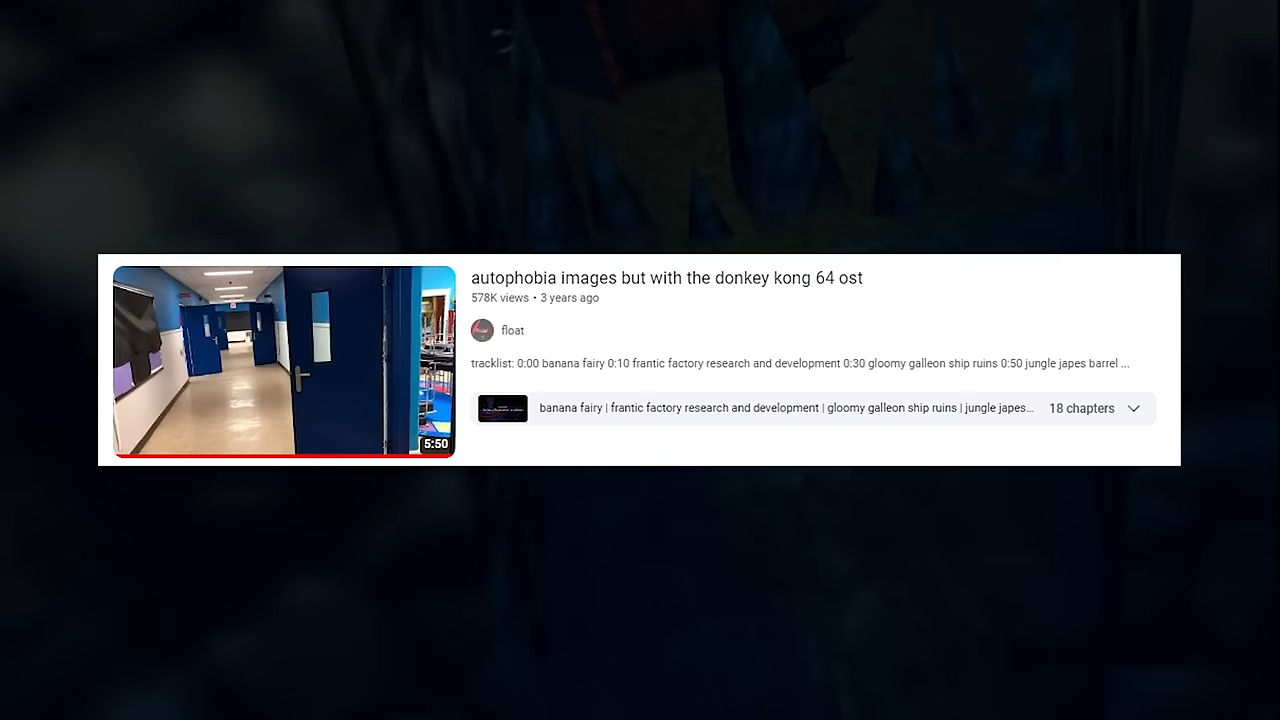 autophobia images but with the donkey kong 64 ost
578K views • 3 years ago
float
tracklist: 0:00 banana fairy 0:10 frantic factory research and development 0:30 gloomy galleon ship ruins 0:50 jungle japes barrel ...
banana fairy | frantic factory research and development | gloomy galleon ship ruins | jungle japes... 18 chapters
5:50